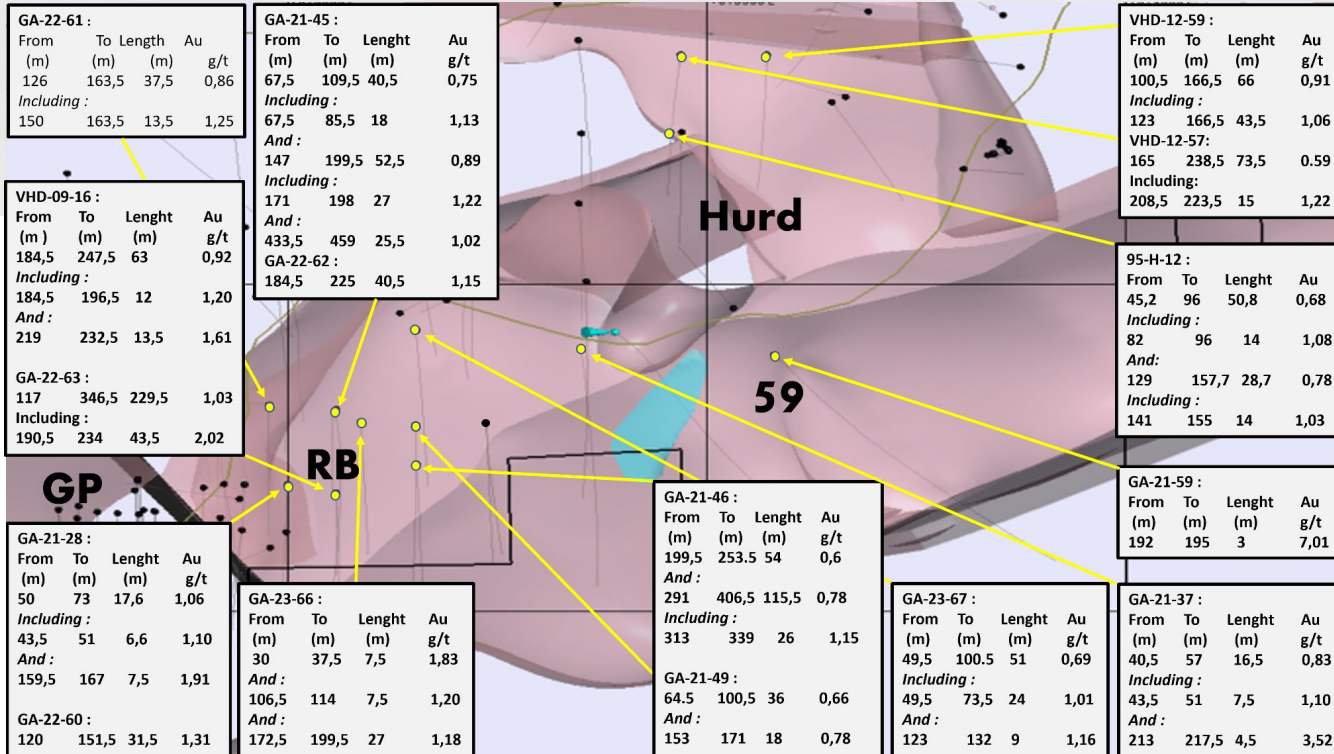 GA-22-61 :
From To Length Au
(m) (m) (m) g/t
126 163,5 37,5 0,86
Including :
150 163,5 13,5 1,25
VHD-09-16 :
From To Lenght Au
(m ) (m) (m) g/t
184,5 247,5 63 0,92
Including :
184,5 196,5 12 1,20
And :
219 232,5 13,5 1,61
GA-22-63 :
117 346,5 229,5 1,03
Including :
190,5 234 43,5 2,02
GA-21-28 :
From To Lenght Au
(m) (m) (m) g/t
50 73 17,6 1,06
Including :
43,5 51 6,6 1,10
And :
159,5 167 7,5 1,91
GA-22-60 :
120 151,5 31,5 1,31
GA-21-45 :
From To Lenght Au
(m) (m) (m) g/t
67,5 109,5 40,5 0,75
Including :
67,5 85,5 18 1,13
And :
147 199,5 52,5 0,89
Including :
171 198 27 1,22
And :
433,5 459 25,5 1,02
GA-22-62 :
184,5 225 40,5 1,15
GA-23-66 :
From To Lenght Au
(m) (m) (m) g/t
30 37,5 7,5 1,83
And :
106,5 114 7,5 1,20
And :
172,5 199,5 27 1,18
GP
RB
Hurd
59
GA-21-46 :
From To Lenght Au
(m) (m) (m) g/t
199,5 253.5 54 0,6
And :
291 406,5 115,5 0,78
Including :
313 339 26 1,15
GA-21-49 :
64.5 100,5 36 0,66
And :
153 171 18 0,78
GA-23-67 :
From To Lenght Au
(m) (m) (m) g/t
49,5 100.5 51 0,69
Including :
49,5 73,5 24 1,01
And :
123 132 9 1,16
VHD-12-59 :
From To Lenght Au
(m) (m) (m) g/t
100,5 166,5 66 0,91
Including :
123 166,5 43,5 1,06
VHD-12-57:
165 238,5 73,5 0.59
Including:
208,5 223,5 15 1,22
95-H-12 :
From To Lenght Au
(m) (m) (m) g/t
45,2 96 50,8 0,68
Including :
82 96 14 1,08
And:
129 157,7 28,7 0,78
Including :
141 155 14 1,03
GA-21-59 :
From To Lenght Au
(m) (m) (m) g/t
192 195 3 7,01
GA-21-37 :
From To Lenght Au
(m) (m) (m) g/t
40,5 57 16,5 0,83
Including :
43,5 51 7,5 1,10
And :
213 217,5 4,5 3,52